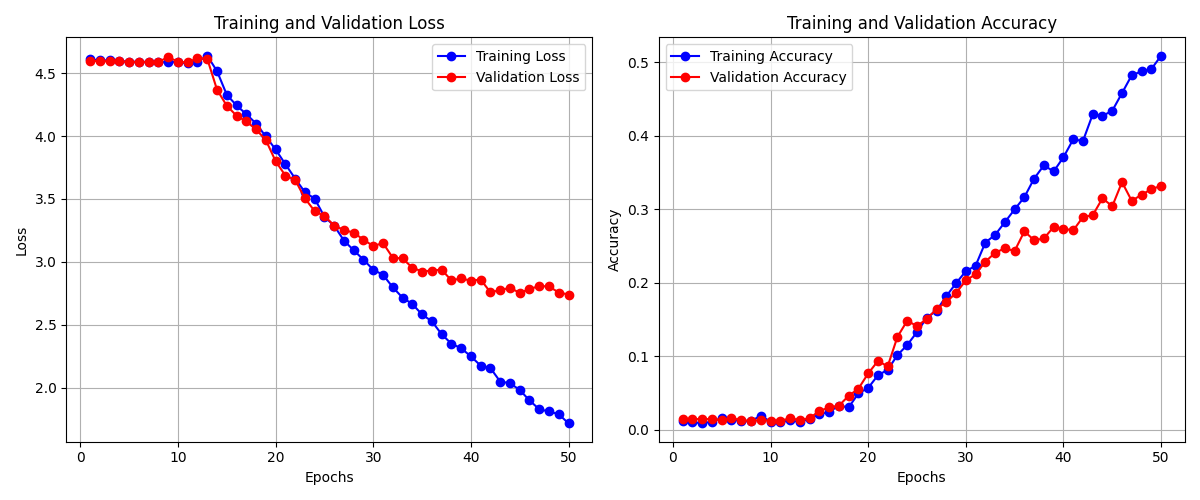 Training and Validation Loss
Training Loss
Validation Loss
4.5
4.0
3.5
3.0
2.5
2.0
Loss
0 10 20 30 40 50
Epochs
Training and Validation Accuracy
Training Accuracy
Validation Accuracy
0.5
0.4
0.3
0.2
0.1
0.0
Accuracy
0 10 20 30 40 50
Epochs